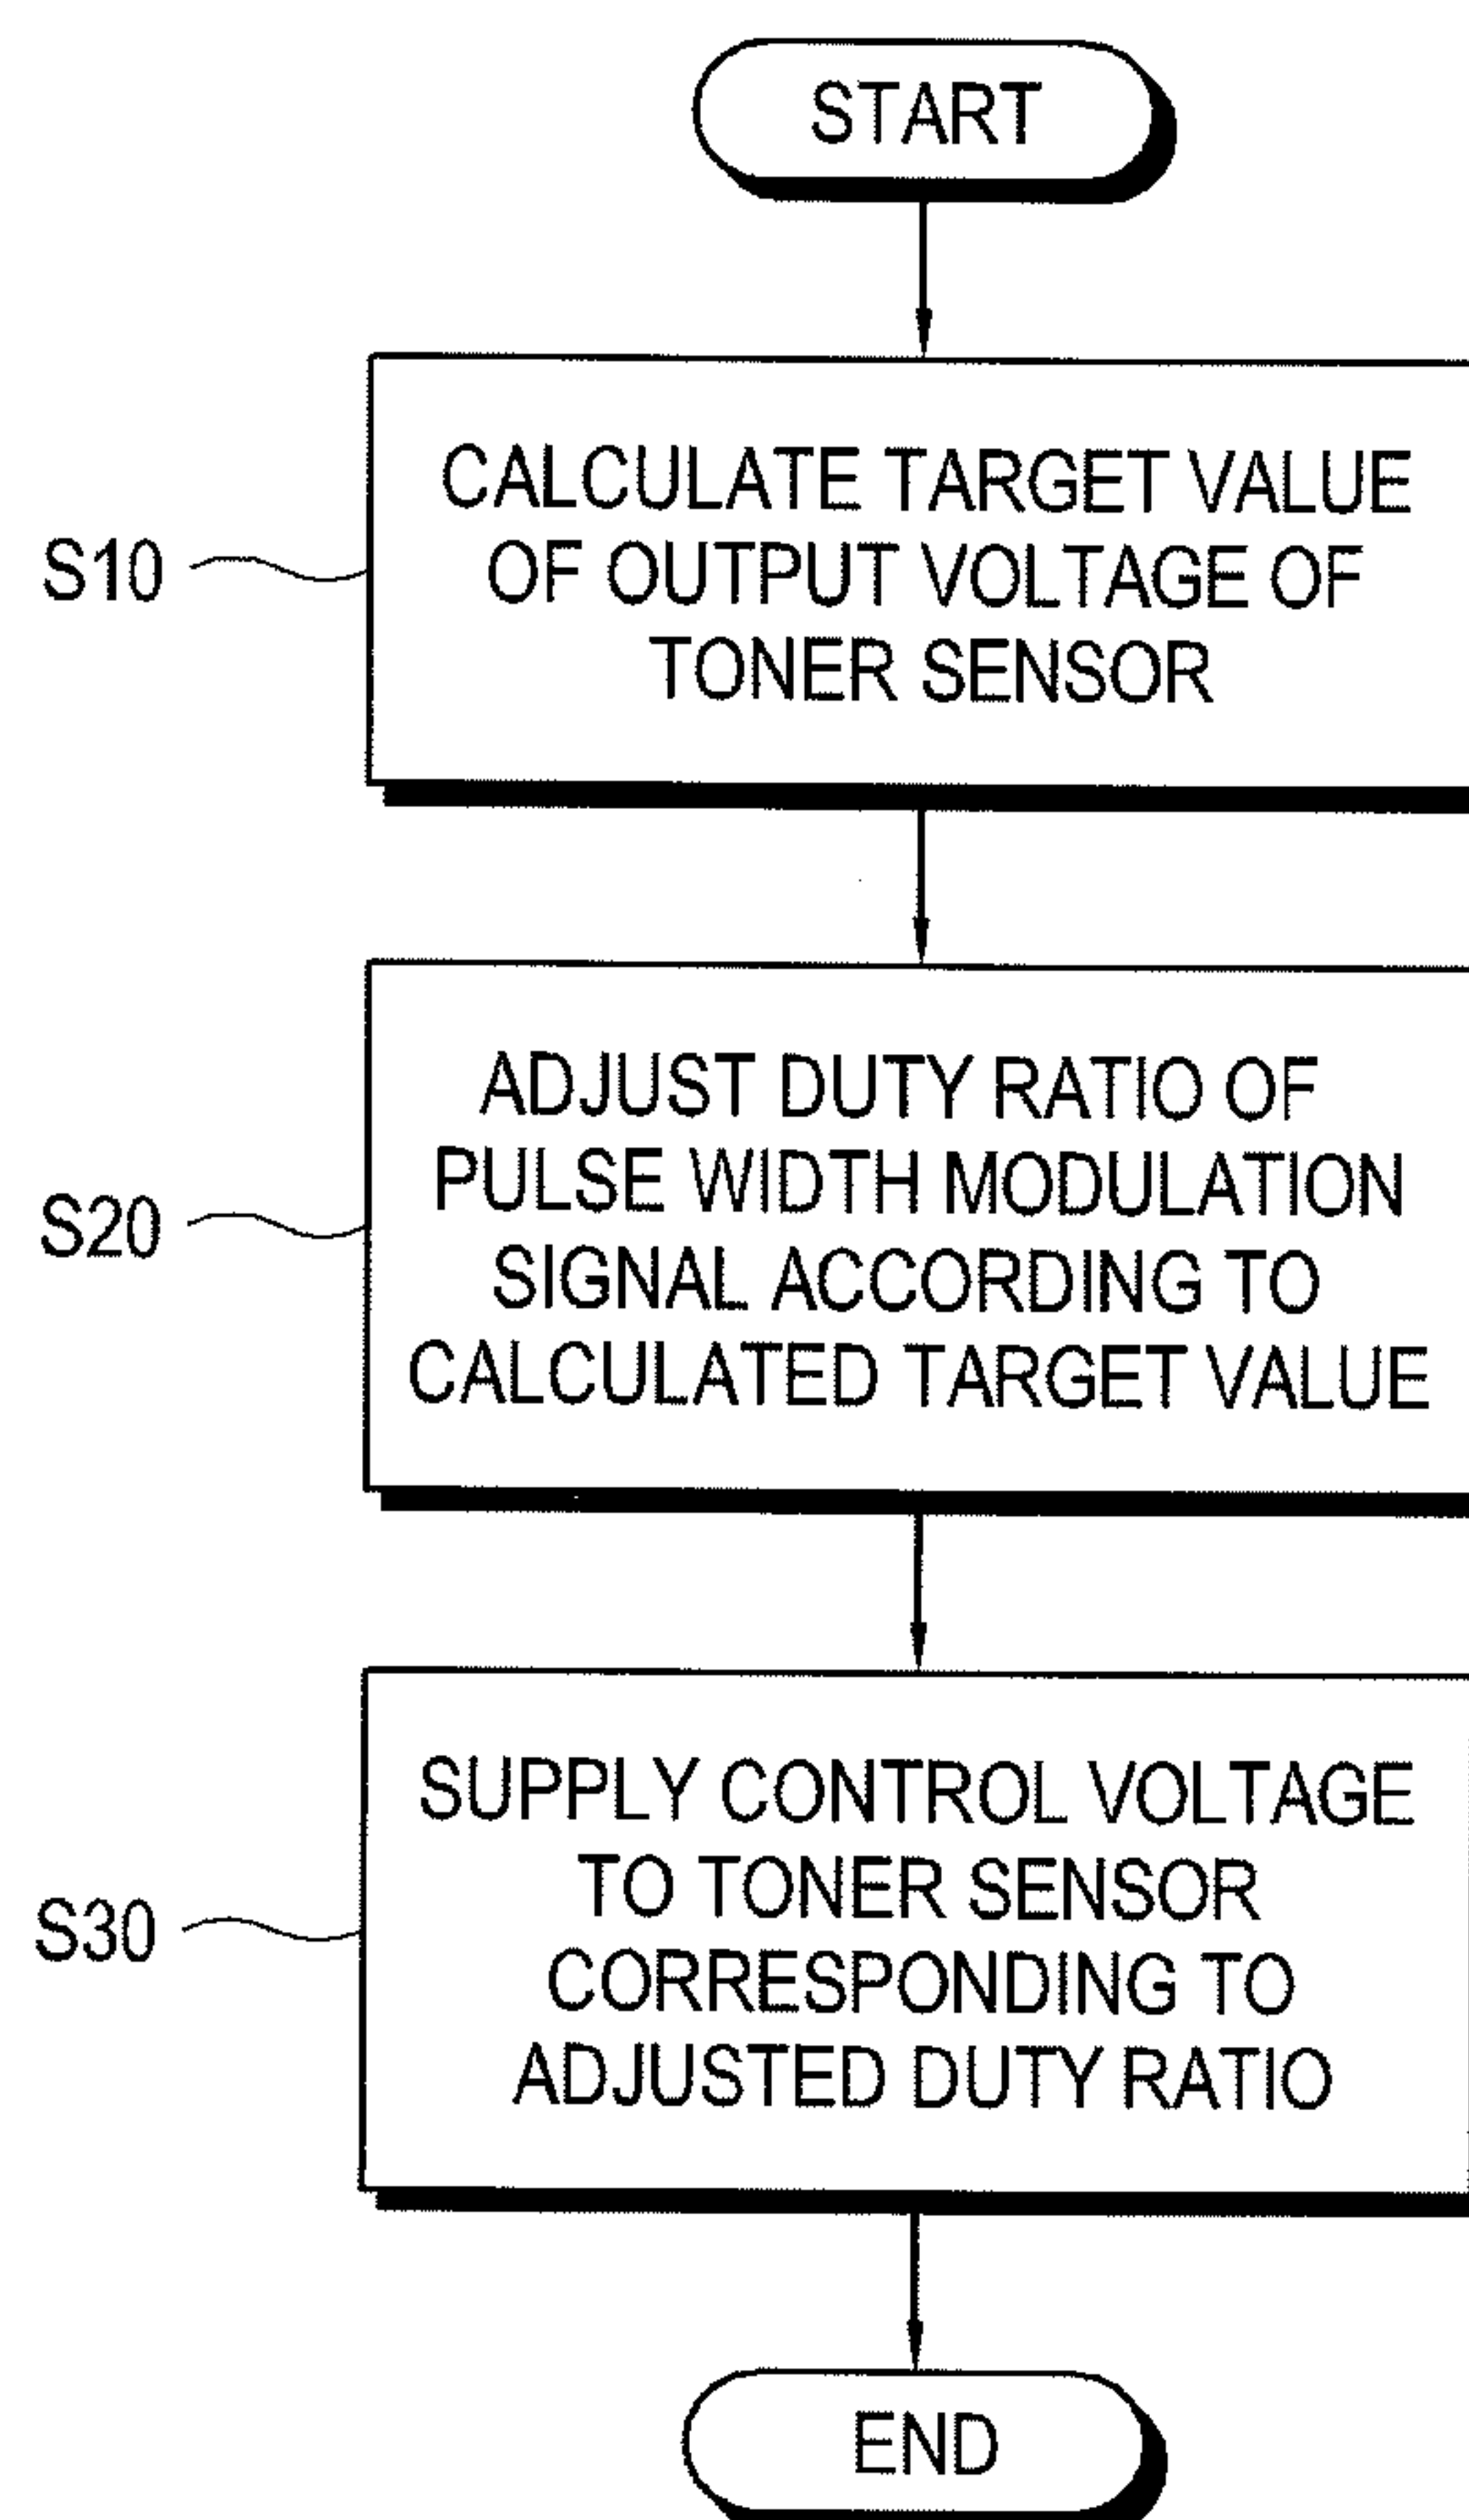 START
CALCULATE TARGET VALUE
OF OUTPUT VOLTAGE OF
TONER SENSOR
S10
ADJUST DUTY RATIO OF
PULSE WIDTH MODULATION
SIGNAL ACCORDING TO
CALCULATED TARGET VALUE
S20
SUPPLY CONTROL VOLTAGE
TO TONER SENSOR
CORRESPONDING TO
ADJUSTED DUTY RATIO
S30
END